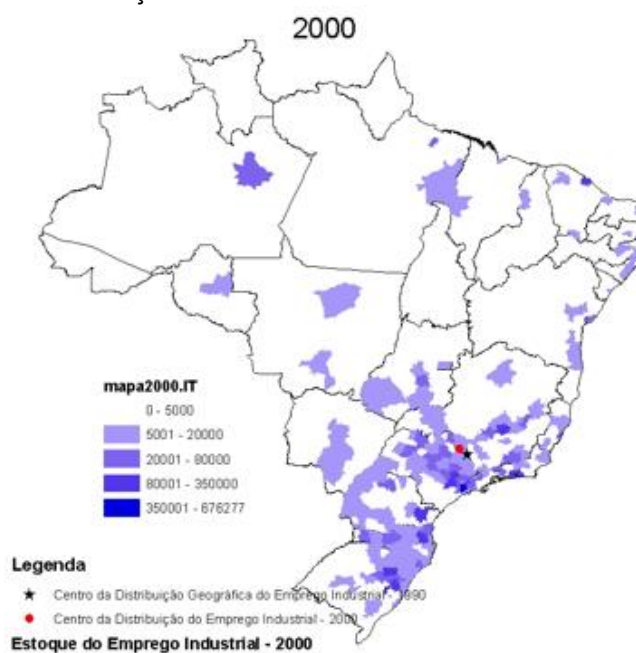 2000
mapa2000.IT
0 - 5000
5001 - 20000
20001 - 80000
80001 - 350000
350001 - 676277
Legenda
Centro da Distribuição Geográfica do Emprego Industrial - 1990
Centro da Distribuição do Emprego Industrial - 2000
Estoque do Emprego Industrial - 2000